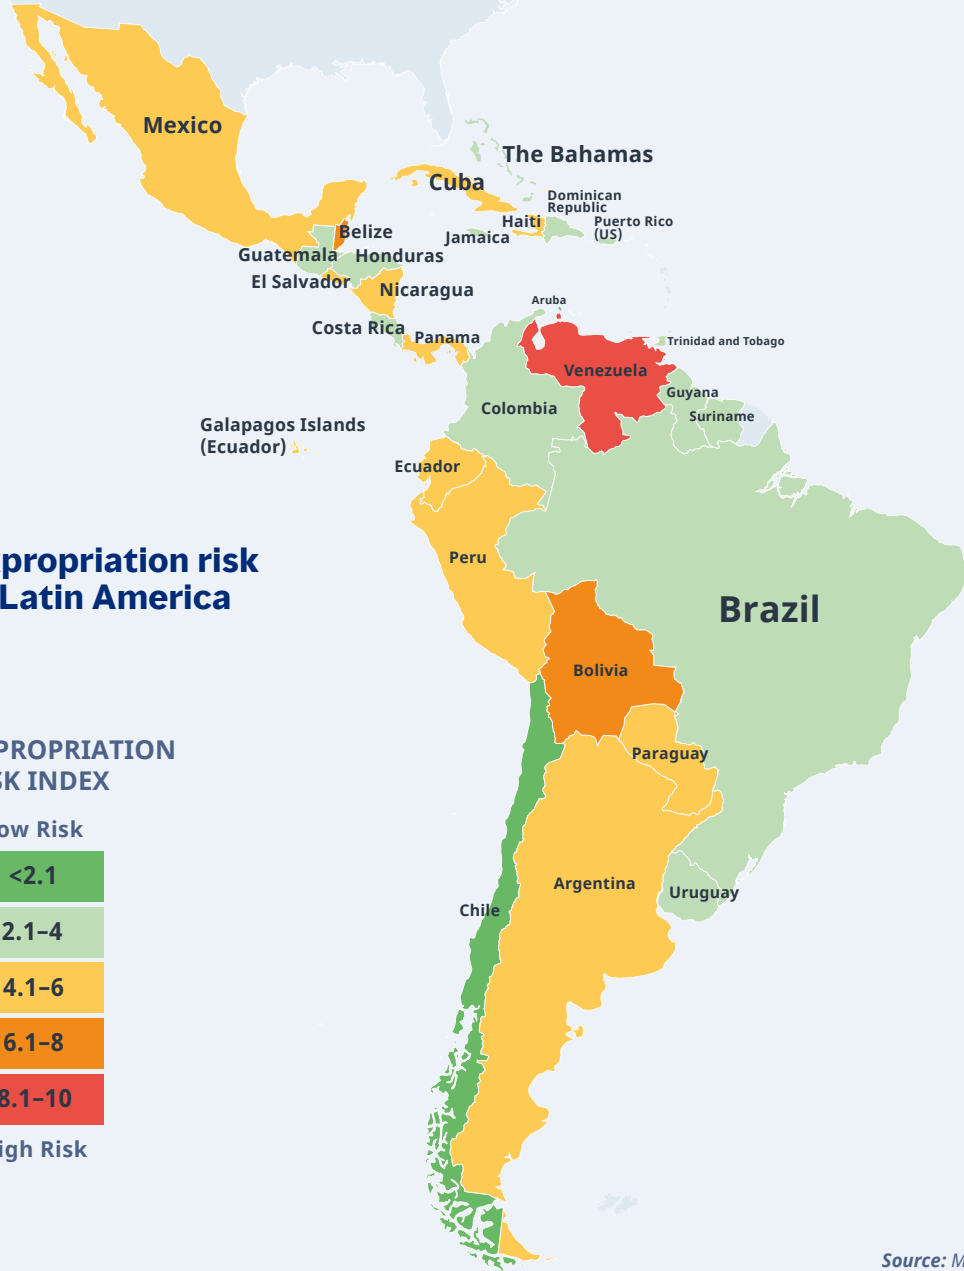 Mexico
The Bahamas
Cuba
Dominican
Republic
Haiti
Puerto Rico
(US)
Jamaica
Belize
Guatemala
Honduras
El Salvador
Nicaragua
Aruba
Costa Rica
Panama
Trinidad and Tobago
Venezuela
Guyana
Colombia
Suriname
Galapagos Islands
(Ecuador)
Ecuador
propriation risk
Latin America
Peru
Brazil
Bolivia
Paraguay
PROPRIATION
SK INDEX
ow Risk
<2.1
2.1–4
4.1–6
6.1–8
8.1–10
igh Risk
Argentina
Uruguay
Chile
Source: M